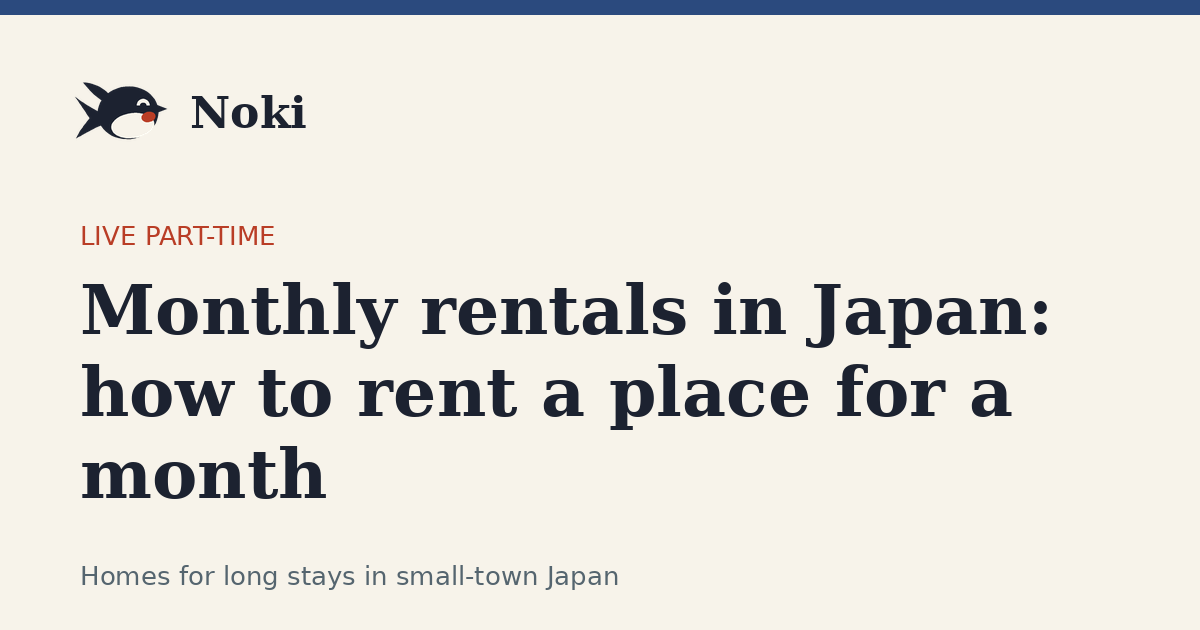 Noki
LIVE PART-TIME
Monthly rentals in Japan:
how to rent a place for a
month
Homes for long stays in small-town Japan